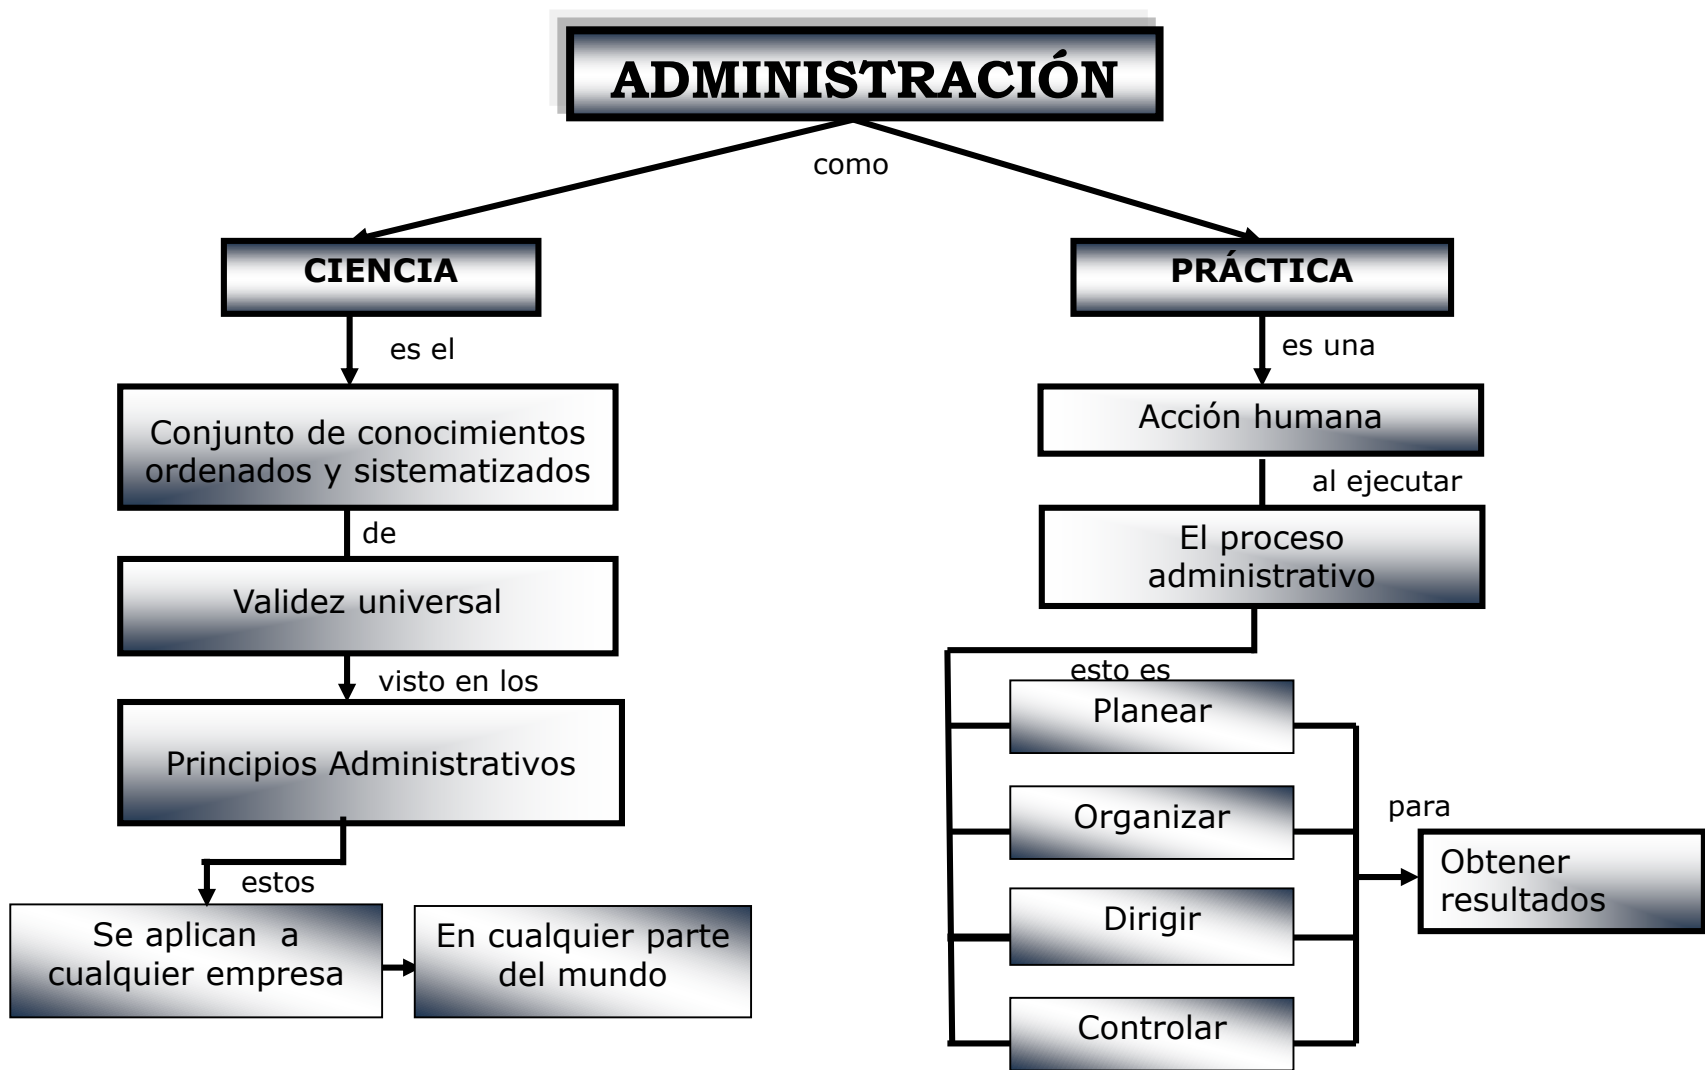 ADMINISTRACIÓN
como
CIENCIA
es el
Conjunto de conocimientos
ordenados y sistematizados
de
Validez universal
visto en los
Principios Administrativos
estos
Se aplican a
cualquier empresa
En cualquier parte
del mundo
PRÁCTICA
es una
Acción humana
al ejecutar
El proceso
administrativo
esto es
Planear
Organizar
Dirigir
Controlar
para
Obtener
resultados